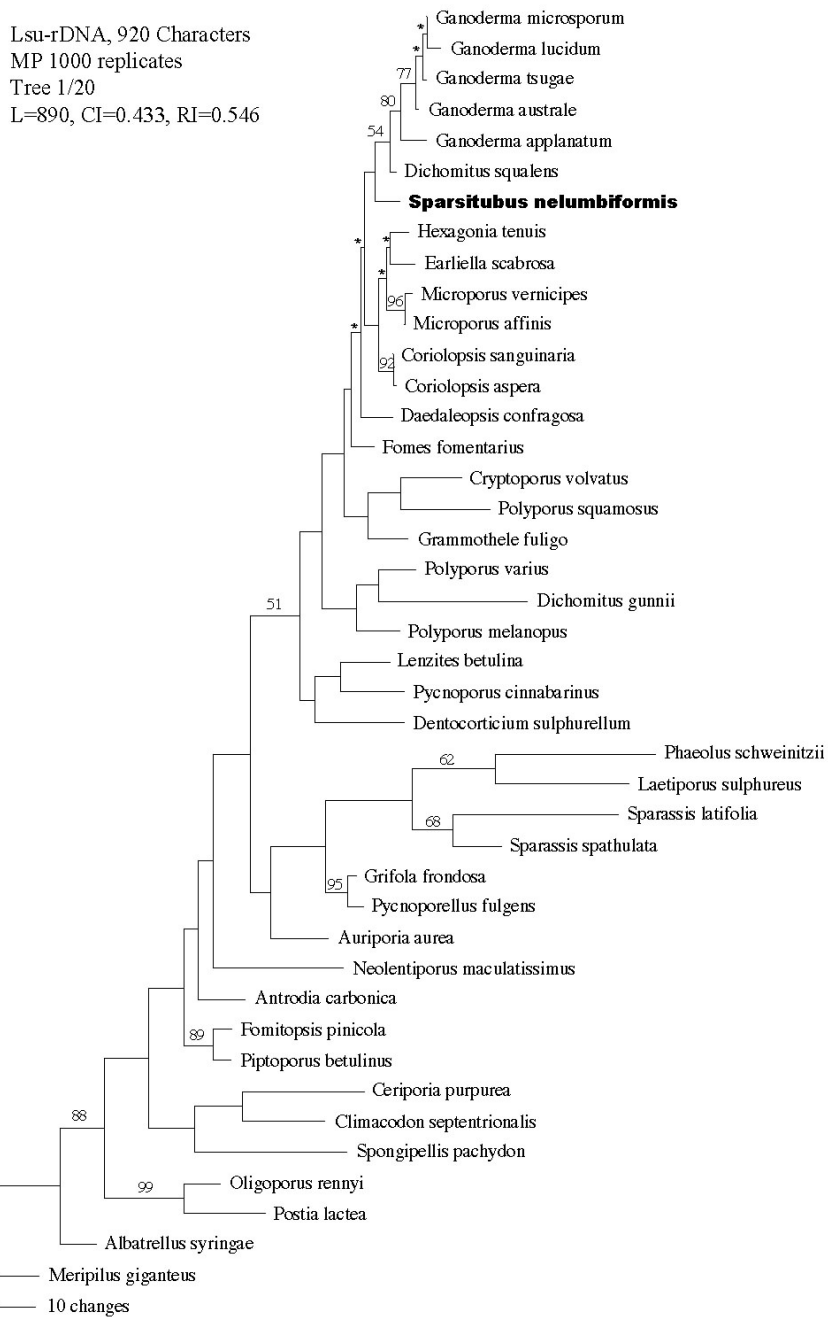 Lsu-rDNA, 920 Characters
MP 1000 replicates
Tree 1/20
L=890, CI=0.433, RI=0.546
* Ganoderma microsporum
* Ganoderma lucidum
77 Ganoderma tsugae
80 Ganoderma australe
54 Ganoderma applanatum
Dichomitus squalens
Sparsitubus nelumbiformis
* * Hexagonia tenuis
* Earliella scabrosa
96 Microporus vernicipes
* Microporus affinis
92 Coriolopsis sanguinaria
Coriolopsis aspera
Daedaleopsis confragosa
Fomes fomentarius
Cryptoporus volvatus
Polyporus squamosus
Grammothele fuligo
Polyporus varius
51 Dichomitus gunnii
Polyporus melanopus
Lenzites betulina
Pycnoporus cinnabarinus
Dentocorticium sulphurellum
62 Phaeolus schweinitzii
Laetiporus sulphureus
68 Sparassis latifolia
Sparassis spathulata
95 Grifola frondosa
Pycnoporellus fulgens
Auriporia aurea
Neolentiporus maculatissimus
Antrodia carbonica
89 Fomitopsis pinicola
Piptoporus betulinus
Ceriporia purpurea
88 Climacodon septentrionalis
Spongipellis pachydon
99 Oligoporus rennyi
Postia lactea
Albatrellus syringae
Meripilus giganteus
10 changes